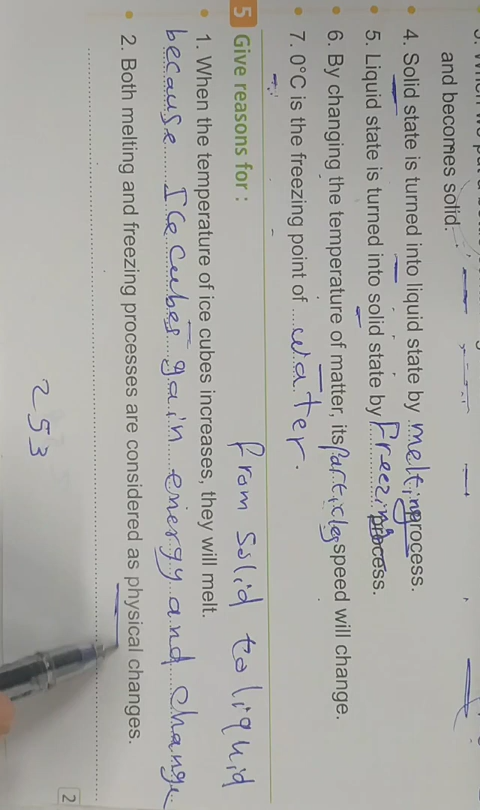 and becomes solid.
4. Solid state is turned into liquid state by melting process.
5. Liquid state is turned into solid state by Freezing process.
6. By changing the temperature of matter, its particles speed will change.
7. 0°C is the freezing point of water.
5 Give reasons for :
1. When the temperature of ice cubes increases, they will melt.
because Ice cubes gain energy and change
from solid to liquid
2. Both melting and freezing processes are considered as physical changes.
253
2